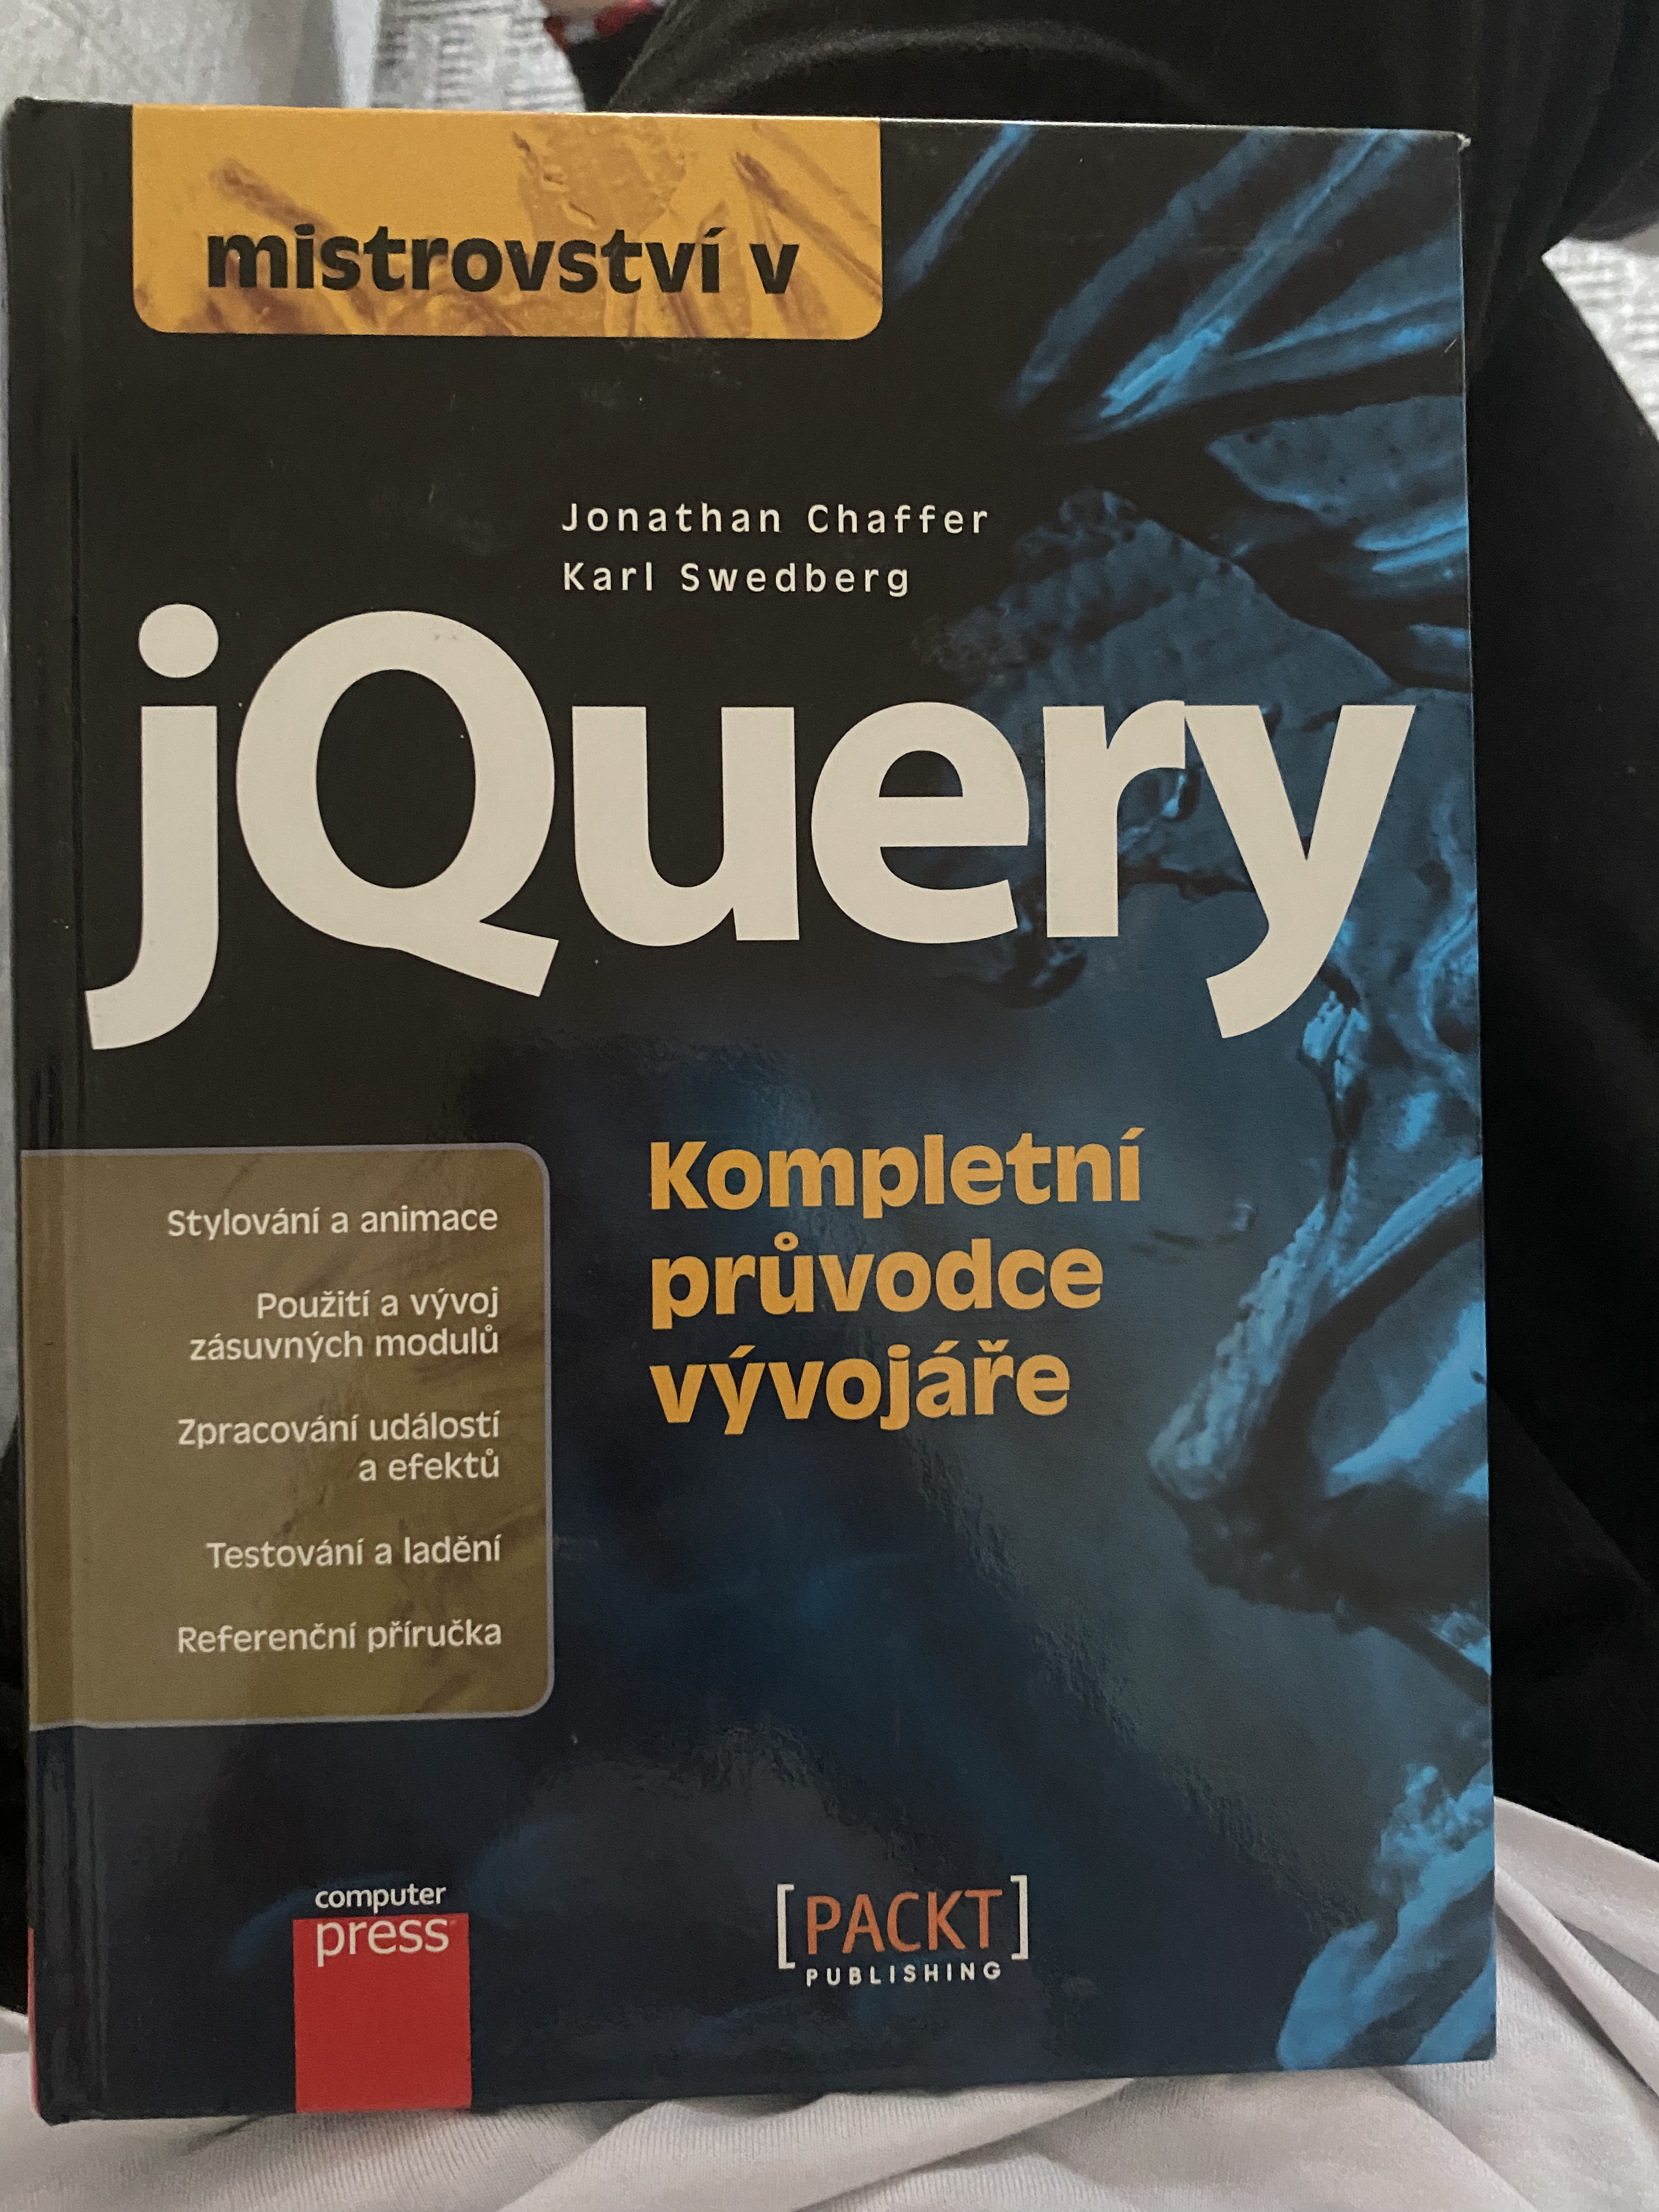 mistrovství v
Jonathan Chaffer
Karl Swedberg
jQuery
Kompletní
průvodce
vývojáře
Stylování a animace
Použití a vývoj
zásuvných modulů
Zpracování událostí
a efektů
Testování a ladění
Referenční příručka
computer
press
[PACKT]
PUBLISHING